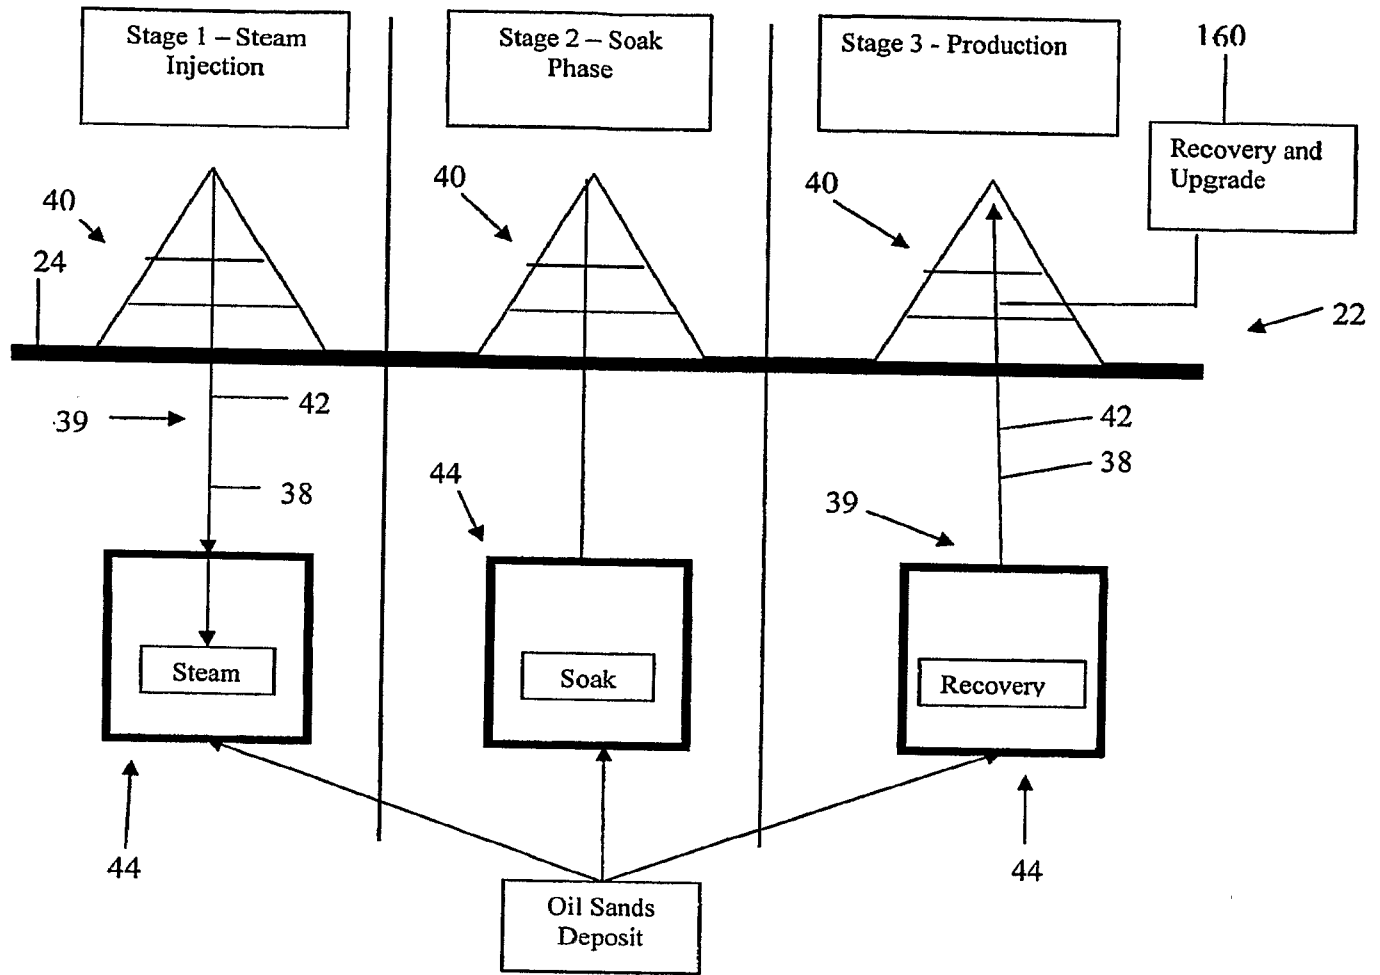 Stage 1 – Steam
Injection
Stage 2 – Soak
Phase
Stage 3 - Production
160
Recovery and
Upgrade
40
40
40
24
22
39
42
42
38
38
44
39
Steam
Soak
Recovery
44
44
Oil Sands
Deposit